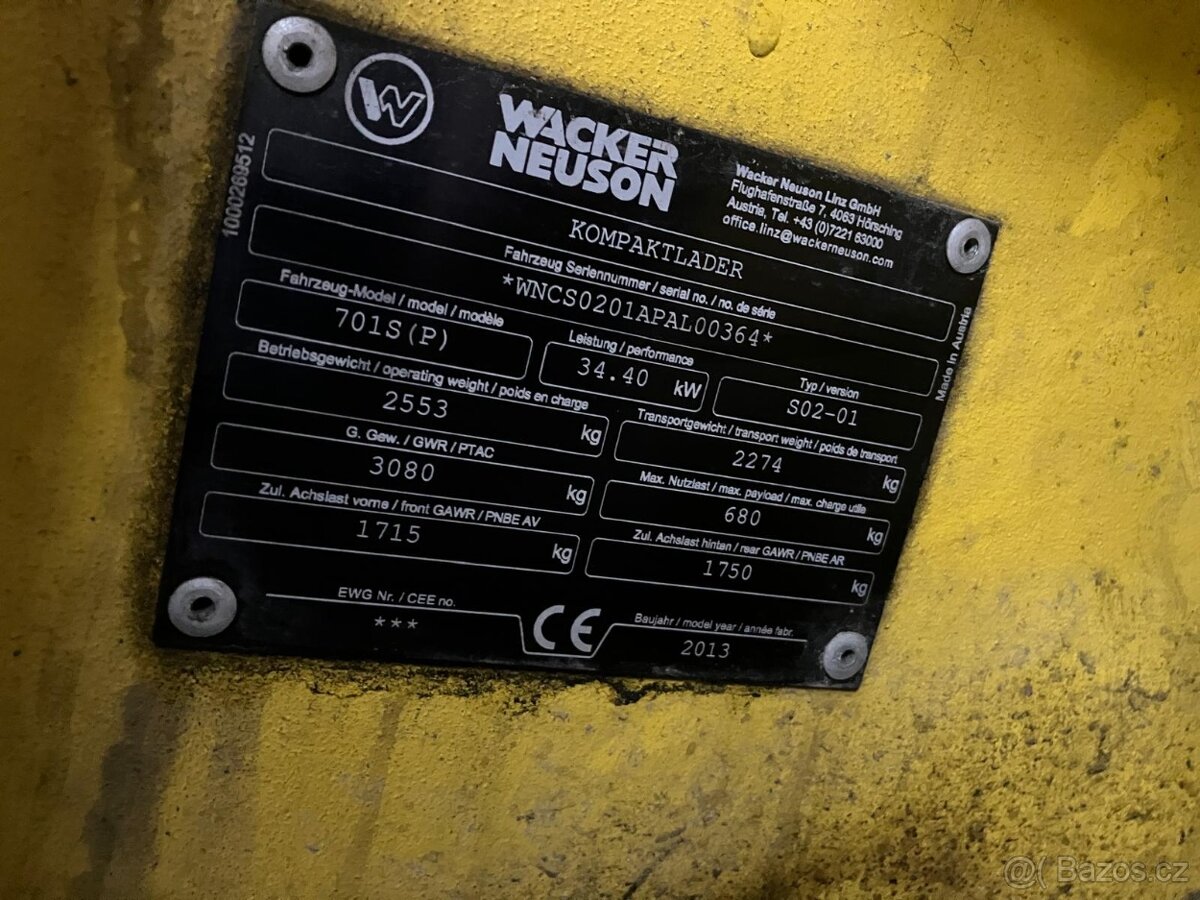 W
WACKER
NEUSON
Wacker Neuson Linz GmbH
Flughafenstraße 7, 4063 Hörsching
Austria, Tel. +43 (0)7221 63000
office.linz@wackerneuson.com
1000269512
KOMPAKTLADER
Fahrzeug Seriennummer / serial no. / no. de série
*WNCS0201APAL00364*
Fahrzeug-Model / model / modèle
701S(P)
Leistung / performance
34.40 kW
Typ / version
S02-01
Made in Austria
Betriebsgewicht / operating weight / poids en charge
2553 kg
Transportgewicht / transport weight / poids de transport
2274 kg
G. Gew. / GWR / PTAC
3080 kg
Max. Nutzlast / max. payload / max. charge utile
680 kg
Zul. Achslast vorne / front GAWR / PNBE AV
1715 kg
Zul. Achslast hinten / rear GAWR / PNBE AR
1750 kg
EWG Nr. / CEE no.
***
CE
Baujahr / model year / année fabr.
2013
Bazos.cz